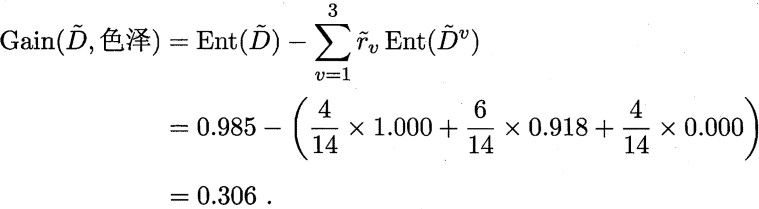 Gain(D̃, 色泽) = Ent(D̃) − ∑_{v=1}^{3} r̃_v Ent(D̃^v)
= 0.985 − (4/14 × 1.000 + 6/14 × 0.918 + 4/14 × 0.000)
= 0.306 .